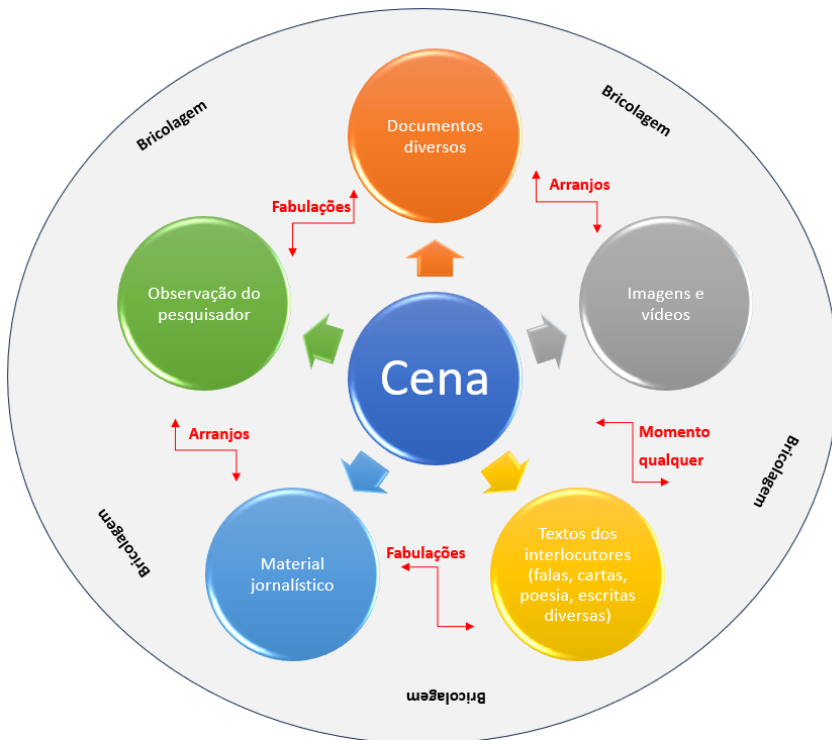 Bricolagem
Bricolagem
Documentos
diversos
Arranjos
Fabulações
Observação do
pesquisador
Imagens e
vídeos
Cena
Arranjos
Momento
qualquer
Bricolagem
Bricolagem
Material
jornalístico
Fabulações
Textos dos
interlocutores
(falas, cartas,
poesia, escritas
diversas)
Bricolagem